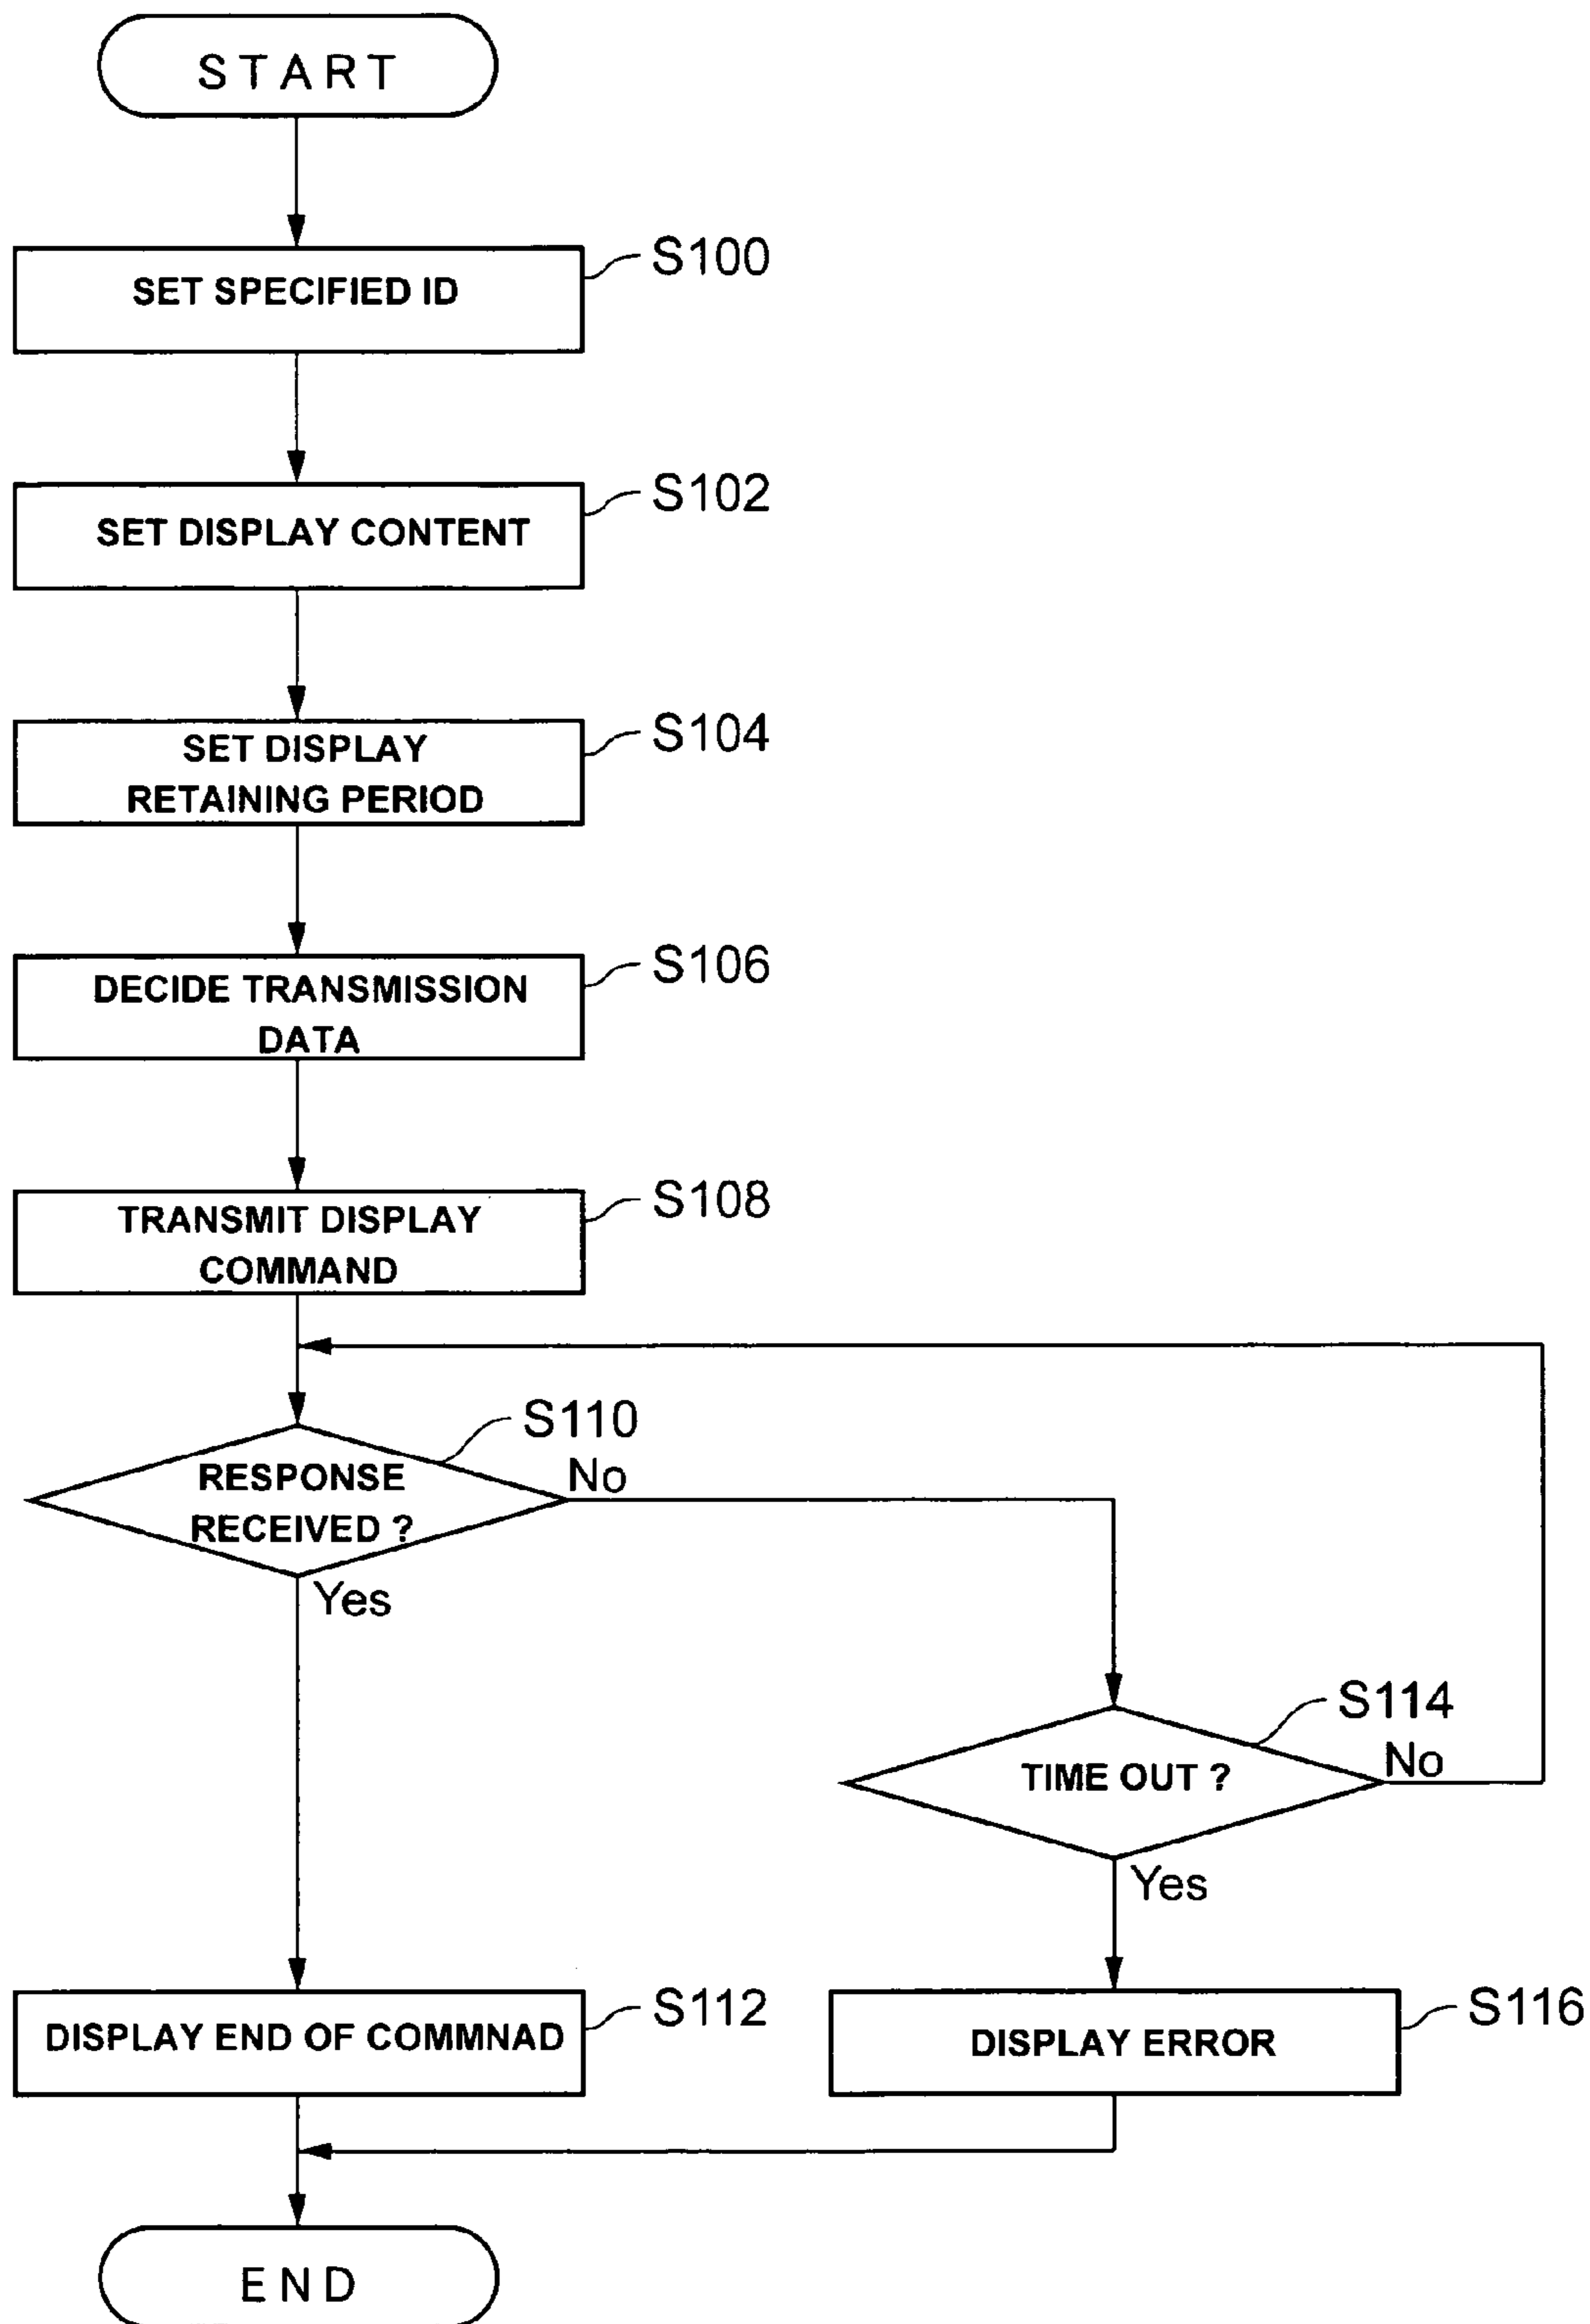 START
S100
SET SPECIFIED ID
S102
SET DISPLAY CONTENT
S104
SET DISPLAY
RETAINING PERIOD
S106
DECIDE TRANSMISSION
DATA
S108
TRANSMIT DISPLAY
COMMAND
S110
RESPONSE
RECEIVED ?
No
Yes
S114
TIME OUT ?
No
Yes
S112
DISPLAY END OF COMMNAD
S116
DISPLAY ERROR
END